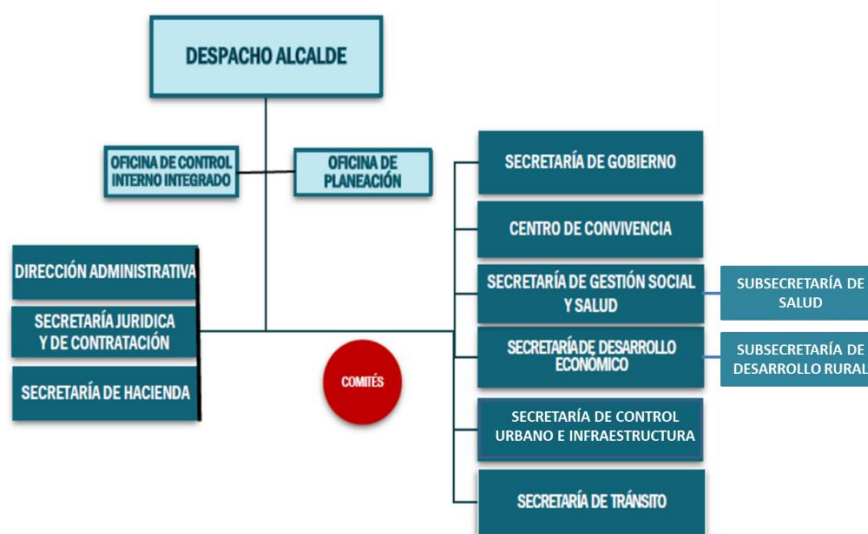 DESPACHO ALCALDE
OFICINA DE CONTROL
INTERNO INTEGRADO
OFICINA DE
PLANEACIÓN
DIRECCIÓN ADMINISTRATIVA
SECRETARÍA JURIDICA
Y DE CONTRATACIÓN
SECRETARÍA DE HACIENDA
COMITÉS
SECRETARÍA DE GOBIERNO
CENTRO DE CONVIVENCIA
SECRETARÍA DE GESTIÓN SOCIAL
Y SALUD
SUBSECRETARÍA DE
SALUD
SECRETARÍA DE DESARROLLO
ECONÓMICO
SUBSECRETARÍA DE
DESARROLLO RURAL
SECRETARÍA DE CONTROL
URBANO E INFRAESTRUCTURA
SECRETARÍA DE TRÁNSITO